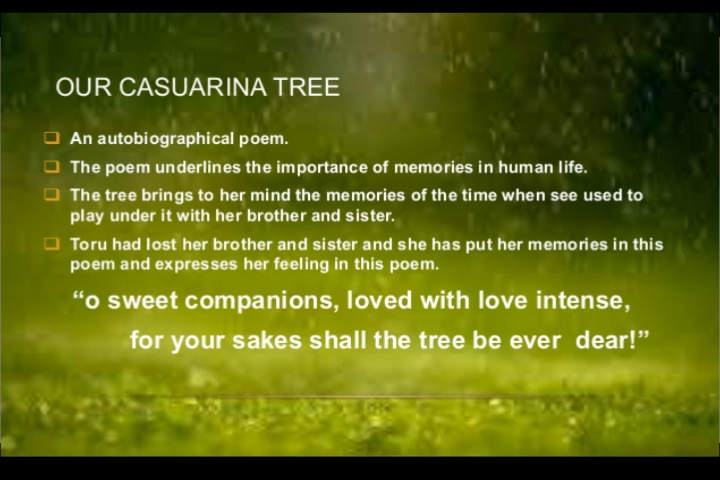 OUR CASUARINA TREE
An autobiographical poem.
The poem underlines the importance of memories in human life.
The tree brings to her mind the memories of the time when see used to
play under it with her brother and sister.
Toru had lost her brother and sister and she has put her memories in this
poem and expresses her feeling in this poem.
“o sweet companions, loved with love intense,
for your sakes shall the tree be ever dear!”